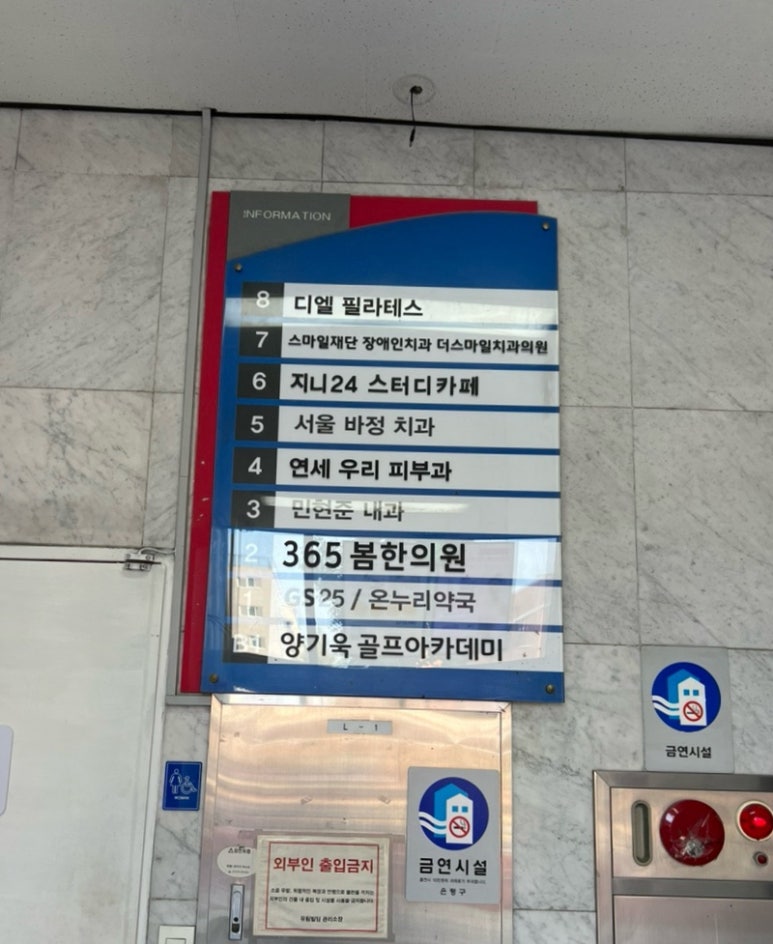 INFORMATION
8 디엘 필라테스
7 스마일재단 장애인치과 더스마일치과의원
6 지니24 스터디카페
5 서울 바정 치과
4 연세 우리 피부과
3 민현준 내과
2 365 봄한의원
1 GS25 / 온누리약국
B1 양기욱 골프아카데미
L - 1
금연시설
금연시설
은평구
외부인 출입금지